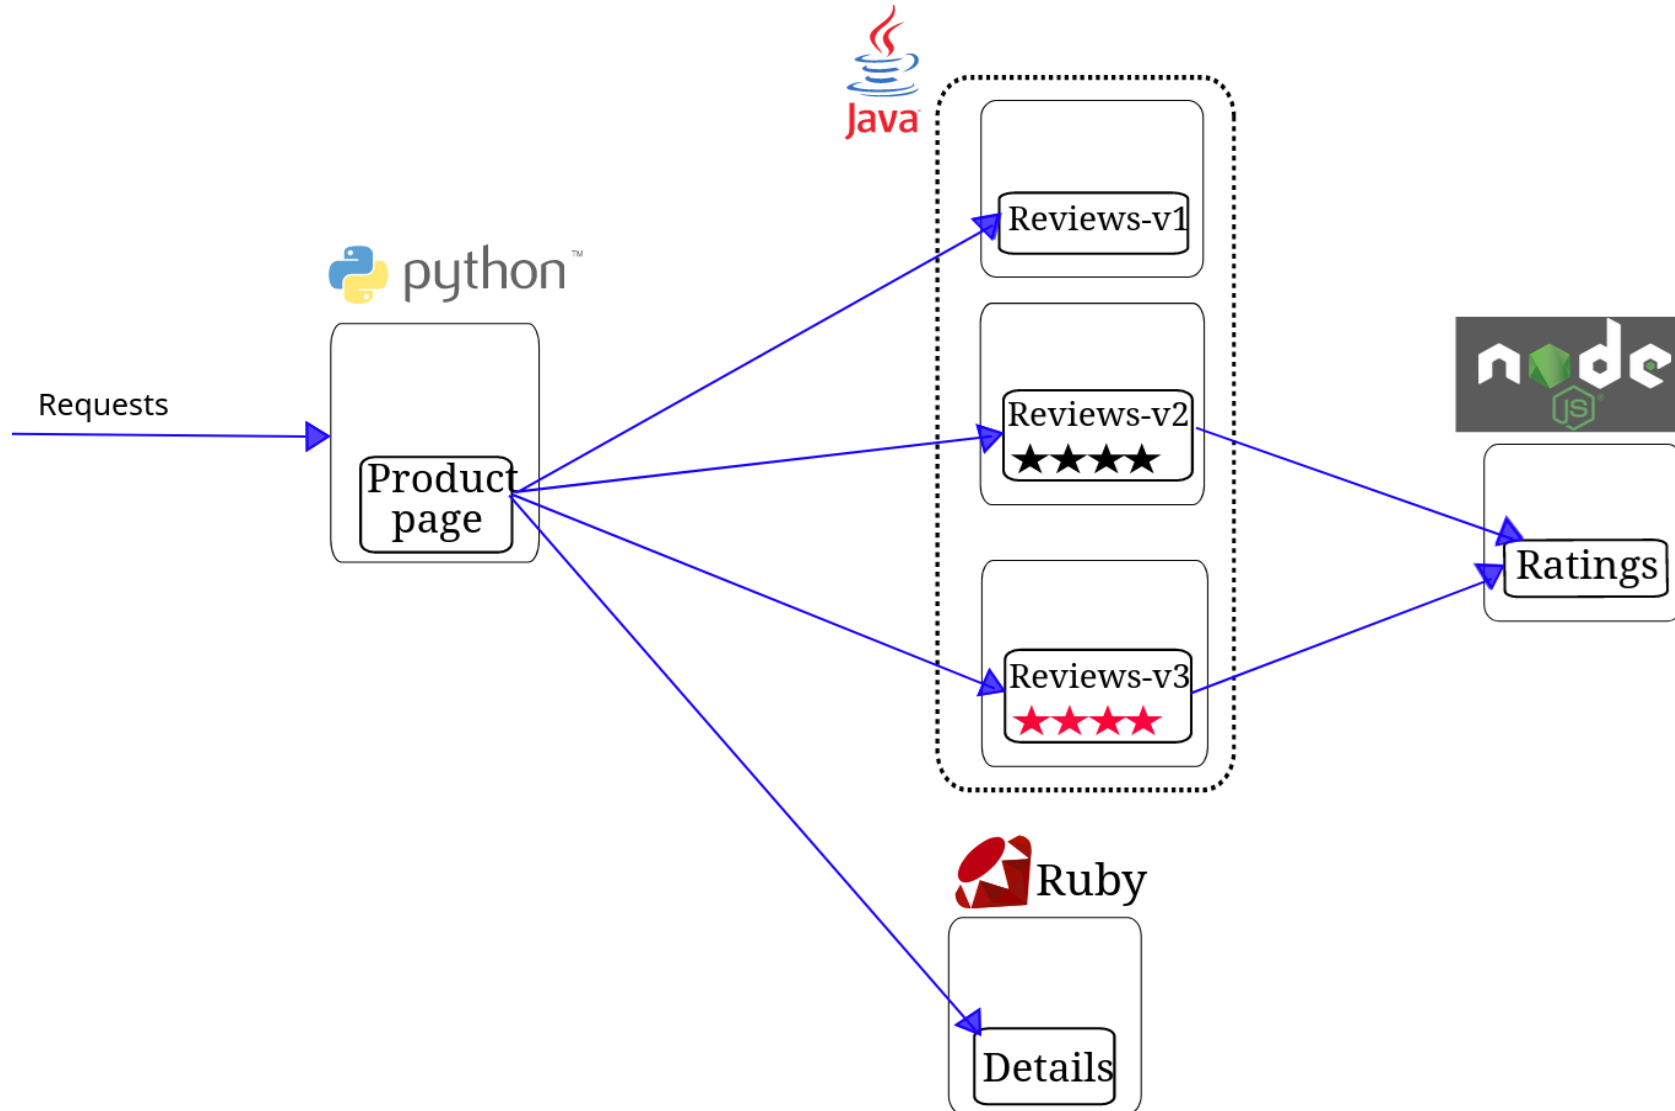 Java
Reviews-v1
python™
Requests
Product
page
Reviews-v2
Reviews-v3
node
JS®
Ratings
Ruby
Details